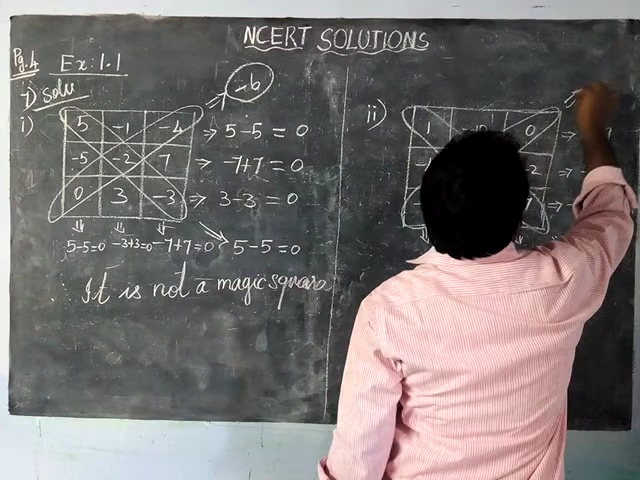 NCERT SOLUTIONS
Pg.4 Ex: 1.1
1) Solu
i)
-6
5 -1 -4 ⇒ 5-5 = 0
-5 -2 7 ⇒ -7+7 = 0
0 3 -3 ⇒ 3-3 = 0
5-5=0 -3+3=0 -7+7=0 5-5=0
It is not a magic square
ii)
1 0 ⇒
-2 ⇒
7 ⇒